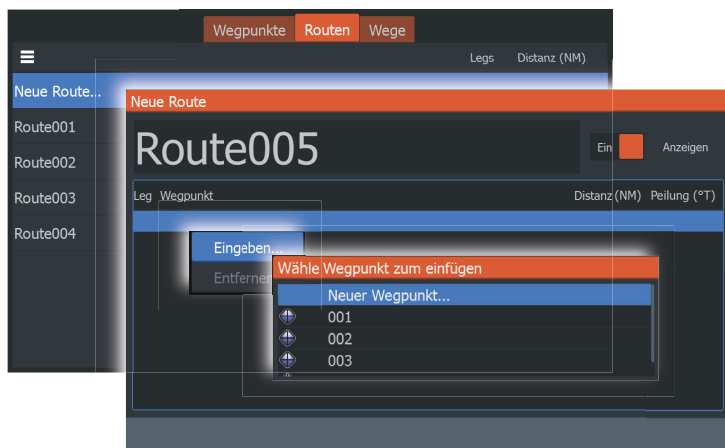 Wegpunkte Routen Wege
Legs Distanz (NM)
Neue Route...
Route001
Route002
Route003
Route004
Neue Route
Route005
Ein Anzeigen
Leg Wegpunkt Distanz (NM) Peilung (°T)
Eingeben...
Entfernen
Wähle Wegpunkt zum einfügen
Neuer Wegpunkt...
001
002
003